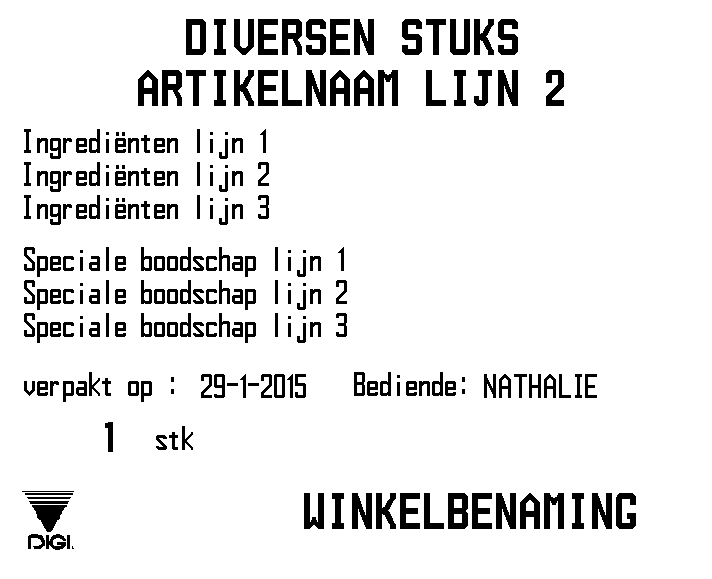 DIVERSEN STUKS
ARTIKELNAAM LIJN 2
Ingrediënten lijn 1
Ingrediënten lijn 2
Ingrediënten lijn 3
Speciale boodschap lijn 1
Speciale boodschap lijn 2
Speciale boodschap lijn 3
verpakt op : 29-1-2015 Bediende: NATHALIE
1 stk
WINKELBENAMING
DIGI.